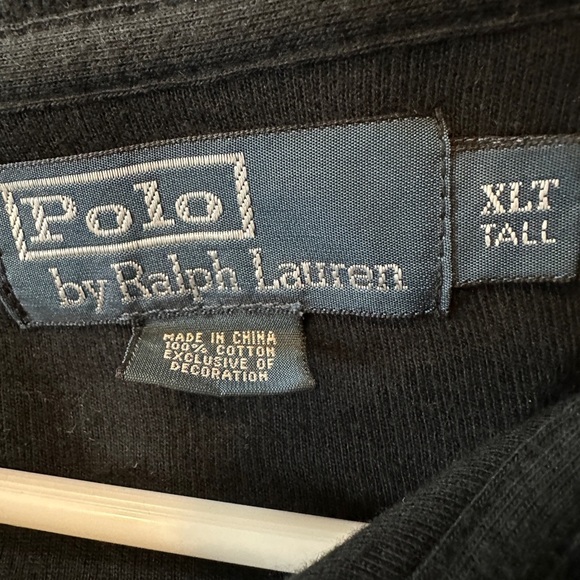 Polo
by Ralph Lauren
XLT
TALL
MADE IN CHINA
100% COTTON
EXCLUSIVE OF
DECORATION